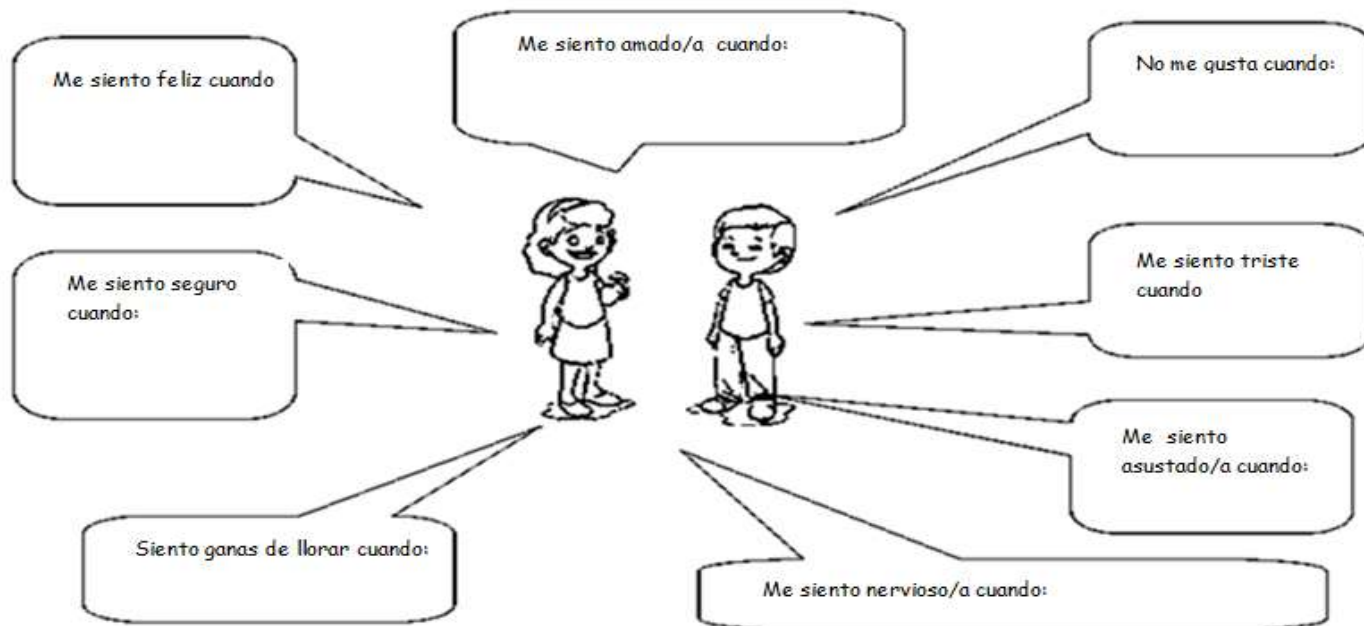 Me siento feliz cuando
Me siento amado/a cuando:
No me gusta cuando:
Me siento seguro
cuando:
Me siento triste
cuando
Me siento
asustado/a cuando:
Siento ganas de llorar cuando:
Me siento nervioso/a cuando: